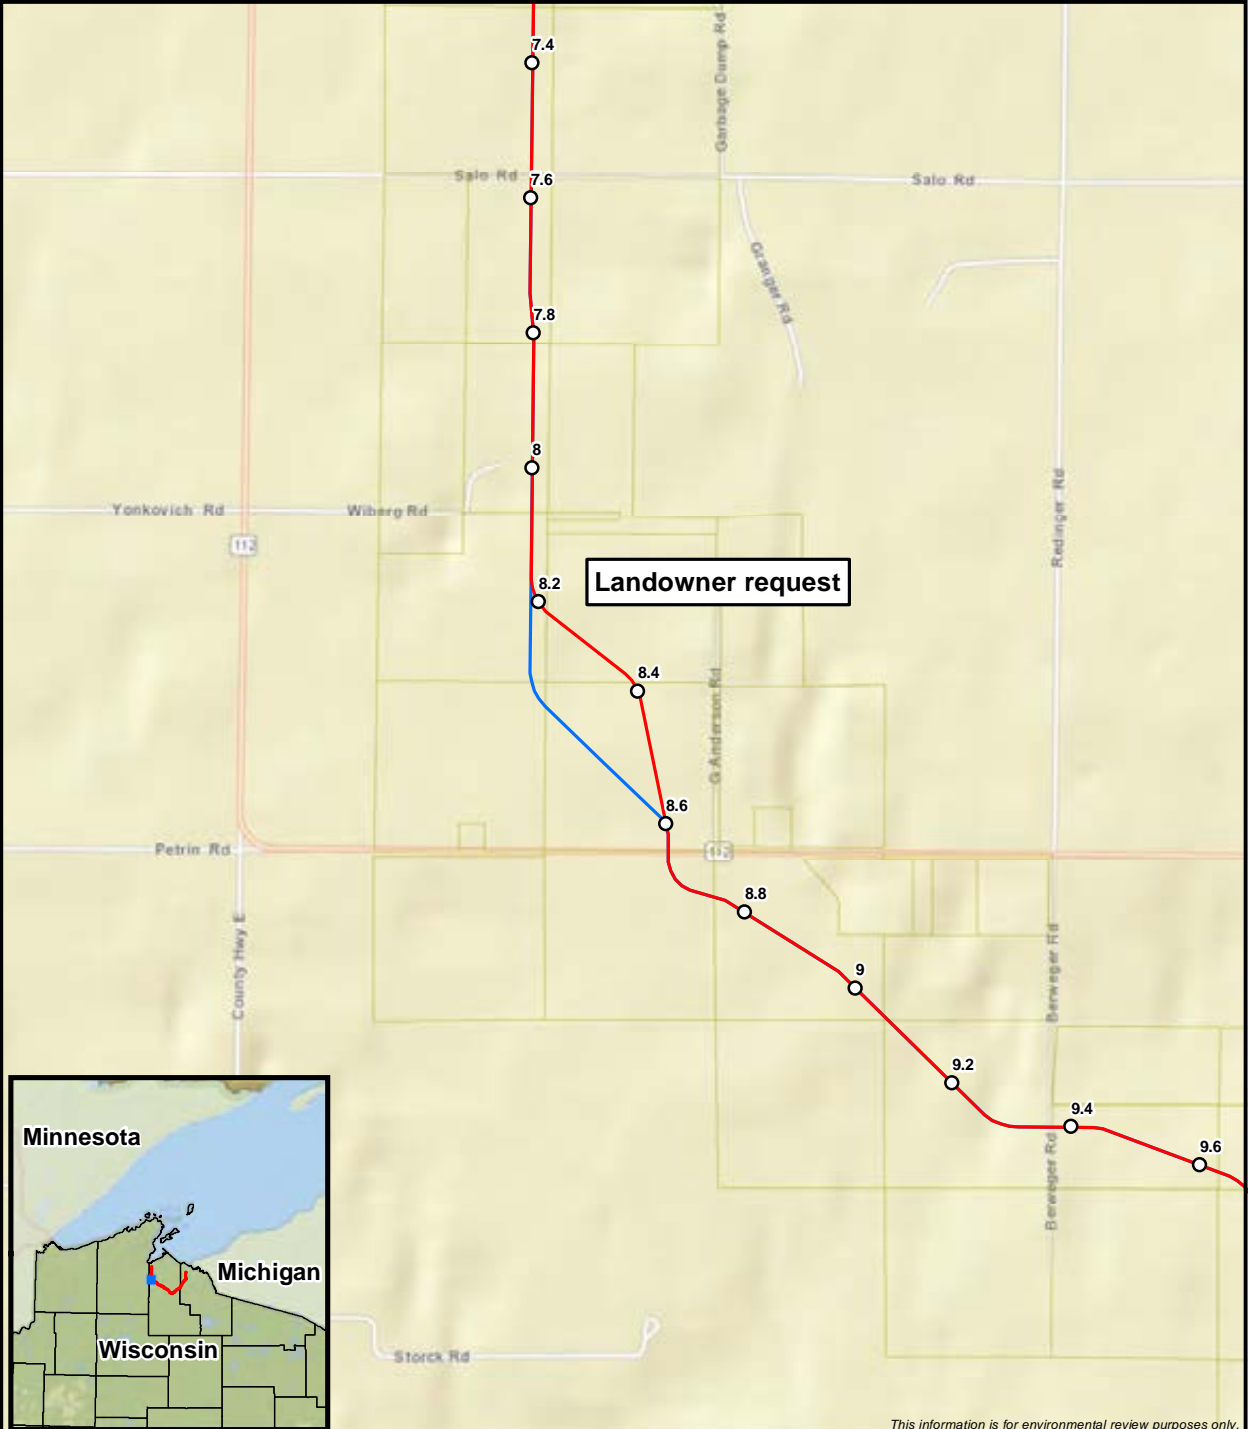 7.4
Garbage Dump Rd
Salo Rd
7.6
Salo Rd
Granger Rd
7.8
8
Redinger Rd
Yonkovich Rd
Wiberg Rd
112
Landowner request
8.2
8.4
G Anderson Rd
8.6
Petrin Rd
112
8.8
County Hwy E
9
Berweger Rd
9.2
9.4
9.6
Berweger Rd
Minnesota
Michigan
Wisconsin
Storck Rd
This information is for environmental review purposes only.